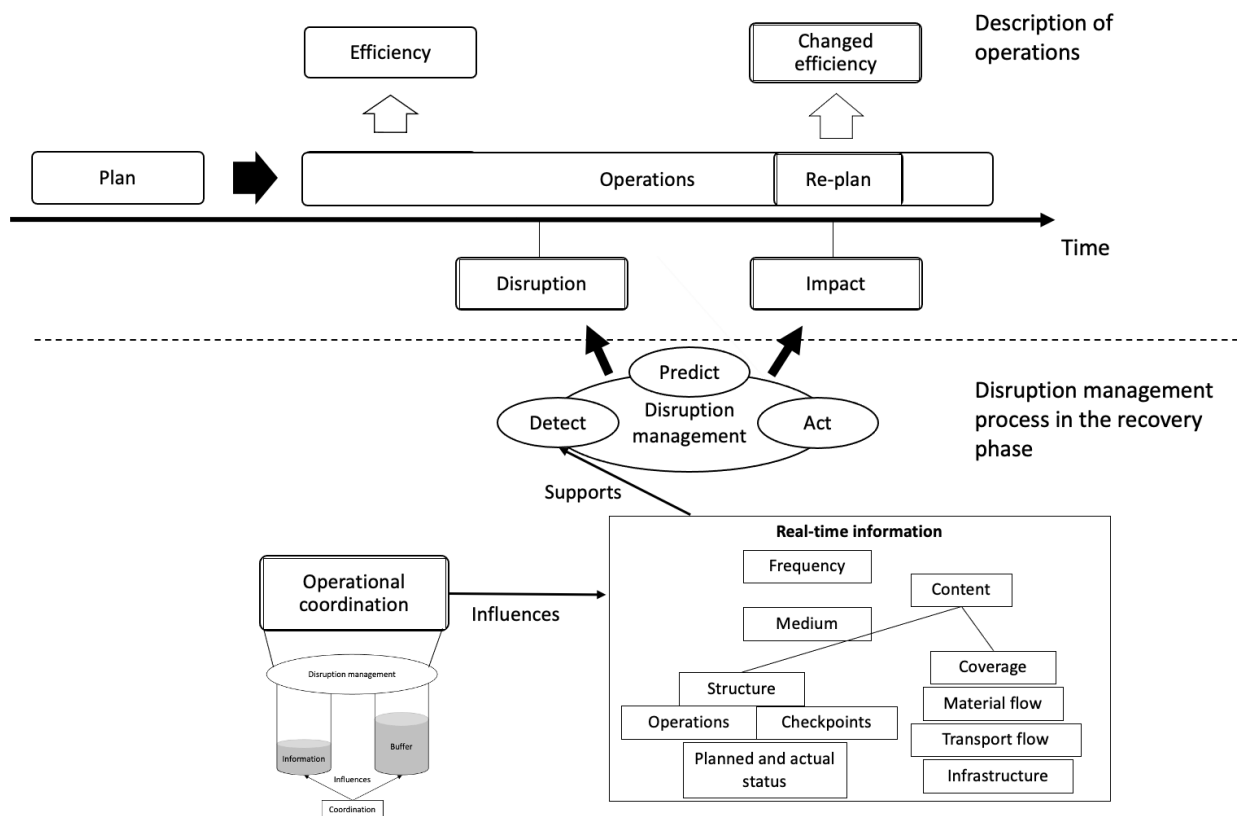 Efficiency
Changed
efficiency
Description of
operations
Plan
Operations
Re-plan
Time
Disruption
Impact
Predict
Detect
Disruption
management
Act
Disruption management
process in the recovery
phase
Supports
Real-time information
Frequency
Content
Medium
Coverage
Structure
Material flow
Operations
Checkpoints
Transport flow
Planned and actual
status
Infrastructure
Operational
coordination
Influences
Disruption management
Information
Buffer
Influences
Coordination